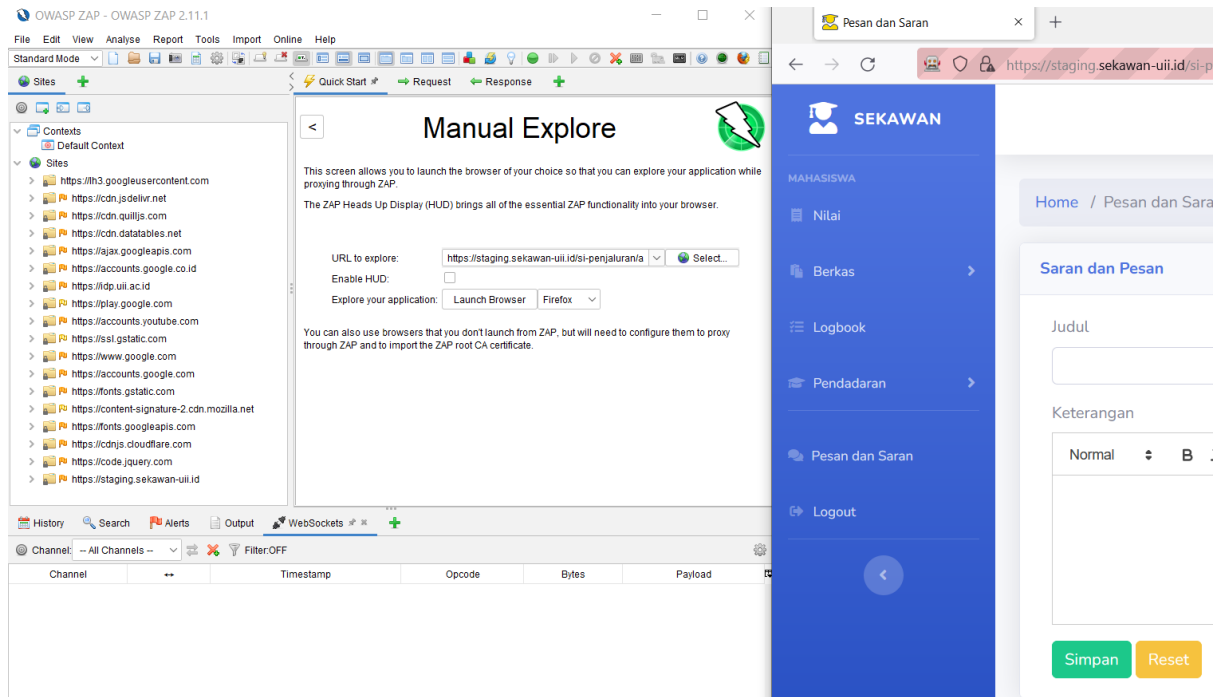 OWASP ZAP - OWASP ZAP 2.11.1
File Edit View Analyse Report Tools Import Online Help
Standard Mode
Sites
Quick Start
Request
Response
Contexts
Default Context
Sites
https://lh3.googleusercontent.com
https://cdn.jsdelivr.net
https://cdn.quilljs.com
https://cdn.datatables.net
https://ajax.googleapis.com
https://accounts.google.co.id
https://idp.uii.ac.id
https://play.google.com
https://accounts.youtube.com
https://ssl.gstatic.com
https://www.google.com
https://accounts.google.com
https://fonts.gstatic.com
https://content-signature-2.cdn.mozilla.net
https://fonts.googleapis.com
https://cdnjs.cloudflare.com
https://code.jquery.com
https://staging.sekawan-uii.id
<
Manual Explore
This screen allows you to launch the browser of your choice so that you can explore your application while
proxying through ZAP.
The ZAP Heads Up Display (HUD) brings all of the essential ZAP functionality into your browser.
URL to explore: https://staging.sekawan-uii.id/si-penjaluran/a Select...
Enable HUD:
Explore your application: Launch Browser Firefox
You can also use browsers that you don't launch from ZAP, but will need to configure them to proxy
through ZAP and to import the ZAP root CA certificate.
History Search Alerts Output WebSockets
Channel: -- All Channels -- Filter:OFF
Channel Timestamp Opcode Bytes Payload
Pesan dan Saran
https://staging.sekawan-uii.id/si-p
SEKAWAN
MAHASISWA
Nilai
Berkas
Logbook
Pendadaran
Pesan dan Saran
Logout
Home / Pesan dan Sara
Saran dan Pesan
Judul
Keterangan
Normal B
Simpan Reset